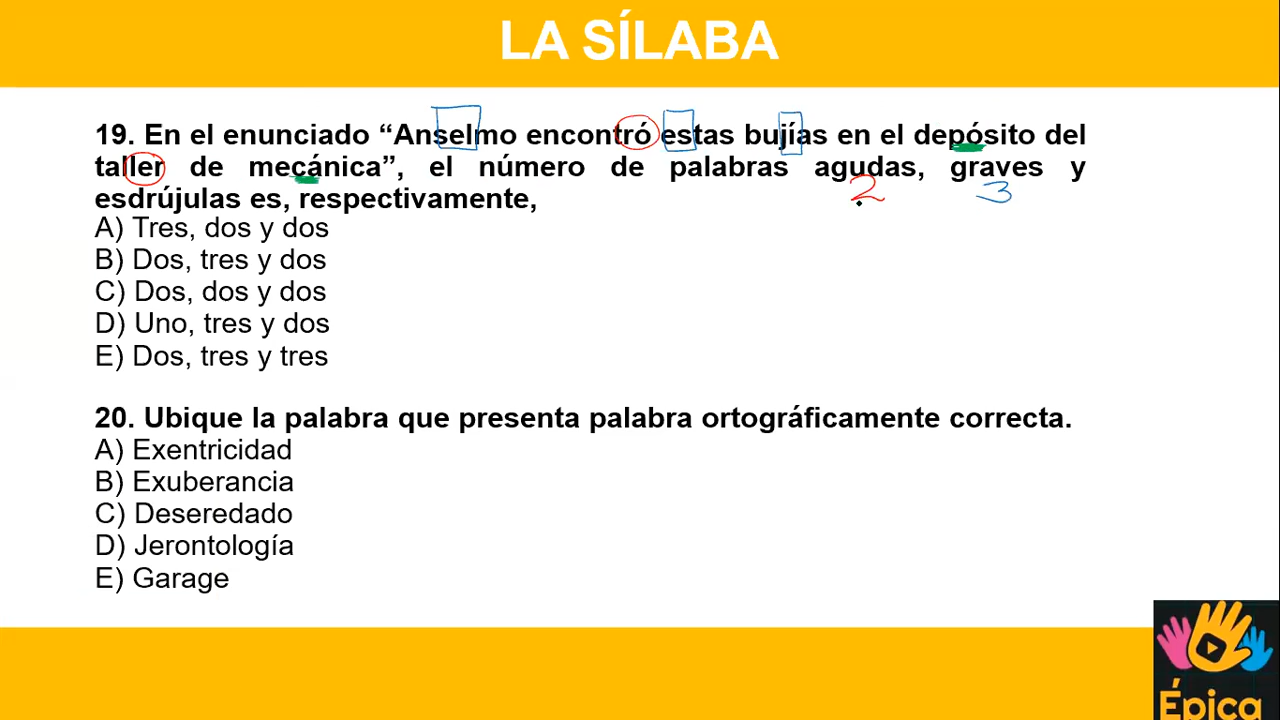 LA SÍLABA
19. En el enunciado “Anselmo encontró estas bujías en el depósito del
taller de mecánica”, el número de palabras agudas, graves y
2 3
esdrújulas es, respectivamente,
A) Tres, dos y dos
B) Dos, tres y dos
C) Dos, dos y dos
D) Uno, tres y dos
E) Dos, tres y tres
20. Ubique la palabra que presenta palabra ortográficamente correcta.
A) Exentricidad
B) Exuberancia
C) Deseredado
D) Jerontología
E) Garage
Épica